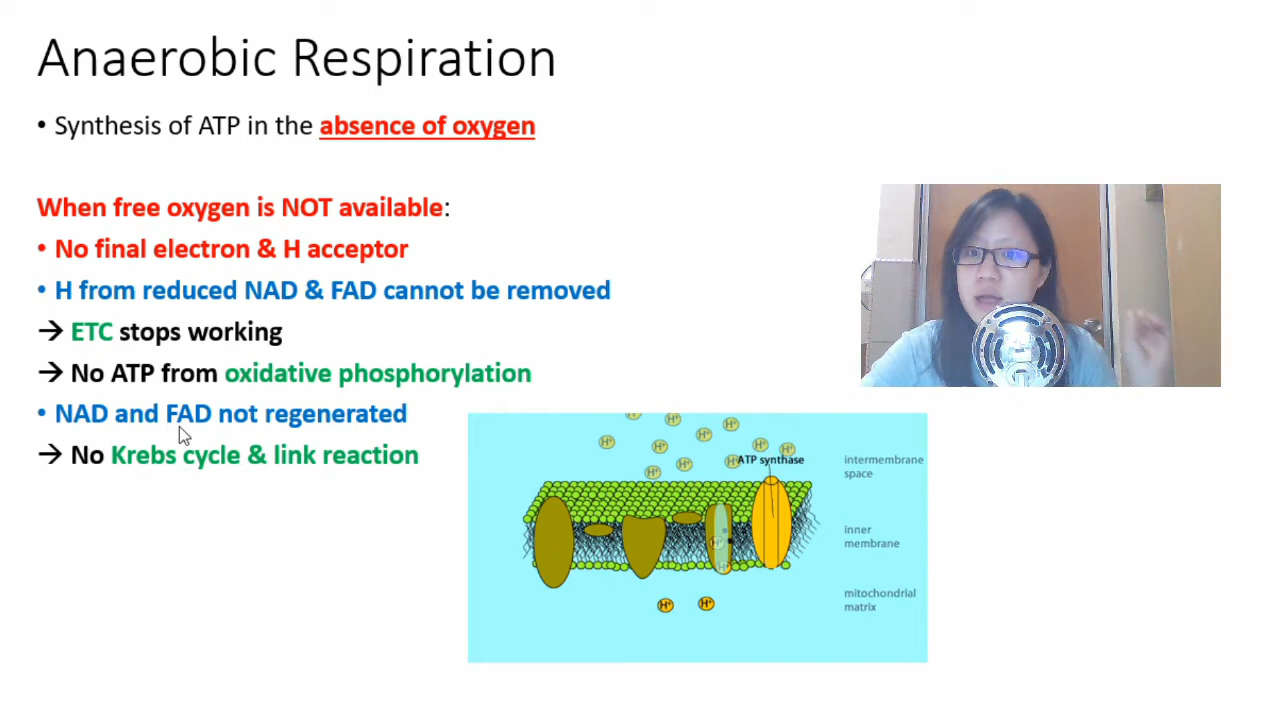 Anaerobic Respiration
• Synthesis of ATP in the absence of oxygen
When free oxygen is NOT available:
• No final electron & H acceptor
• H from reduced NAD & FAD cannot be removed
→ ETC stops working
→ No ATP from oxidative phosphorylation
• NAD and FAD not regenerated
→ No Krebs cycle & link reaction
H⁺
H⁺
H⁺
H⁺
H⁺
H⁺
H⁺
H⁺
H⁺
H⁺
H⁺
ATP synthase
intermembrane
space
inner
membrane
H⁺
H⁺
mitochondrial
matrix
H⁺
H⁺